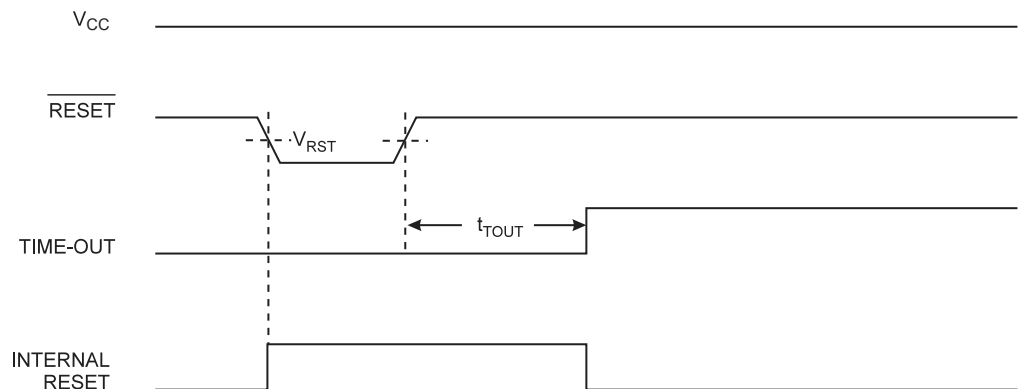 VCC
RESET
VRST
tTOUT
TIME-OUT
INTERNAL
RESET